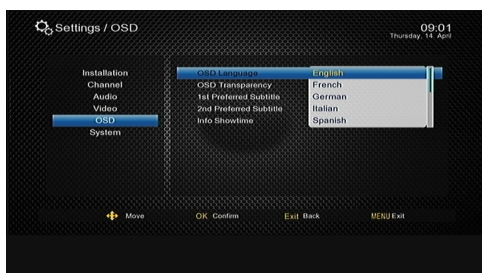 Settings / OSD
09:01
Thursday, 14 April
Installation
Channel
Audio
Video
OSD
System
OSD Language
OSD Transparency
1st Preferred Subtitle
2nd Preferred Subtitle
Info Showtime
English
French
German
Italian
Spanish
Move
OK Confirm
Exit Back
MENU Exit